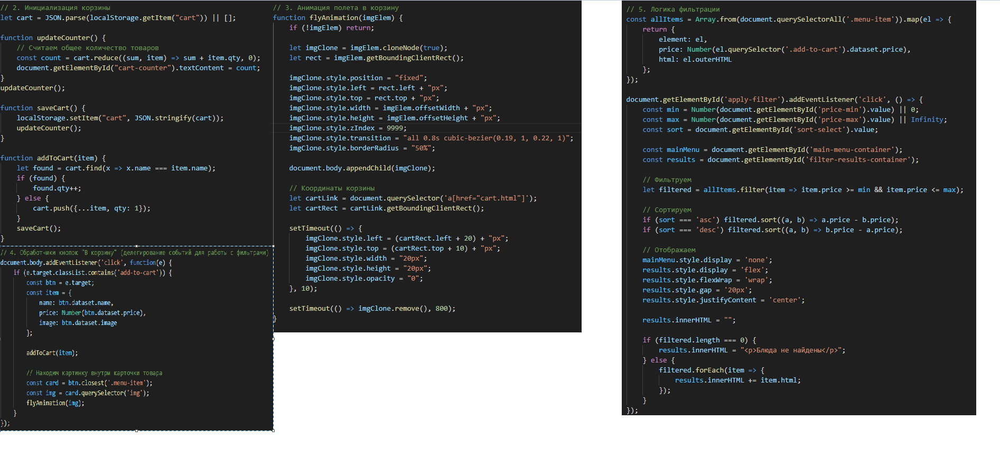 // 2. Инициализация корзины
let cart = JSON.parse(localStorage.getItem("cart")) || [];

function updateCounter() {
    // Считаем общее количество товаров
    const count = cart.reduce((sum, item) => sum + item.qty, 0);
    document.getElementById("cart-counter").textContent = count;
}
updateCounter();

function saveCart() {
    localStorage.setItem("cart", JSON.stringify(cart));
    updateCounter();
}

function addToCart(item) {
    let found = cart.find(x => x.name === item.name);
    if (found) {
        found.qty++;
    } else {
        cart.push({...item, qty: 1});
    }
    saveCart();
}
// 4. Обработчики кнопок "В корзину" (делегирование событий для работы с фильтрами)
document.body.addEventListener('click', function(e) {
    if (e.target.classList.contains('add-to-cart')) {
        const btn = e.target;
        const item = {
            name: btn.dataset.name,
            price: Number(btn.dataset.price),
            image: btn.dataset.image
        };

        addToCart(item);

        // Находим картинку внутри карточки товара
        const card = btn.closest('.menu-item');
        const img = card.querySelector('img');
        flyAnimation(img);
    }
});
// 3. Анимация полета в корзину
function flyAnimation(imgElem) {
    if (!imgElem) return;

    let imgClone = imgElem.cloneNode(true);
    let rect = imgElem.getBoundingClientRect();

    imgClone.style.position = "fixed";
    imgClone.style.left = rect.left + "px";
    imgClone.style.top = rect.top + "px";
    imgClone.style.width = imgElem.offsetWidth + "px";
    imgClone.style.height = imgElem.offsetHeight + "px";
    imgClone.style.zIndex = 9999;
    imgClone.style.transition = "all 0.8s cubic-bezier(0.19, 1, 0.22, 1)";
    imgClone.style.borderRadius = "50%";

    document.body.appendChild(imgClone);

    // Координаты корзины
    let cartLink = document.querySelector('a[href="cart.html"]');
    let cartRect = cartLink.getBoundingClientRect();

    setTimeout(() => {
        imgClone.style.left = (cartRect.left + 20) + "px";
        imgClone.style.top = (cartRect.top + 10) + "px";
        imgClone.style.width = "20px";
        imgClone.style.height = "20px";
        imgClone.style.opacity = "0";
    }, 10);

    setTimeout(() => imgClone.remove(), 800);
}
// 5. Логика фильтрации
const allItems = Array.from(document.querySelectorAll('.menu-item')).map(el => {
    return {
        element: el,
        price: Number(el.querySelector('.add-to-cart').dataset.price),
        html: el.outerHTML
    };
});

document.getElementById('apply-filter').addEventListener('click', () => {
    const min = Number(document.getElementById('price-min').value) || 0;
    const max = Number(document.getElementById('price-max').value) || Infinity;
    const sort = document.getElementById('sort-select').value;

    const mainMenu = document.getElementById('main-menu-container');
    const results = document.getElementById('filter-results-container');

    // Фильтруем
    let filtered = allItems.filter(item => item.price >= min && item.price <= max);

    // Сортируем
    if (sort === 'asc') filtered.sort((a, b) => a.price - b.price);
    if (sort === 'desc') filtered.sort((a, b) => b.price - a.price);

    // Отображаем
    mainMenu.style.display = 'none';
    results.style.display = 'flex';
    results.style.flexWrap = 'wrap';
    results.style.gap = '20px';
    results.style.justifyContent = 'center';

    results.innerHTML = "";

    if (filtered.length === 0) {
        results.innerHTML = "<p>Блюда не найдены</p>";
    } else {
        filtered.forEach(item => {
            results.innerHTML += item.html;
        });
    }
});